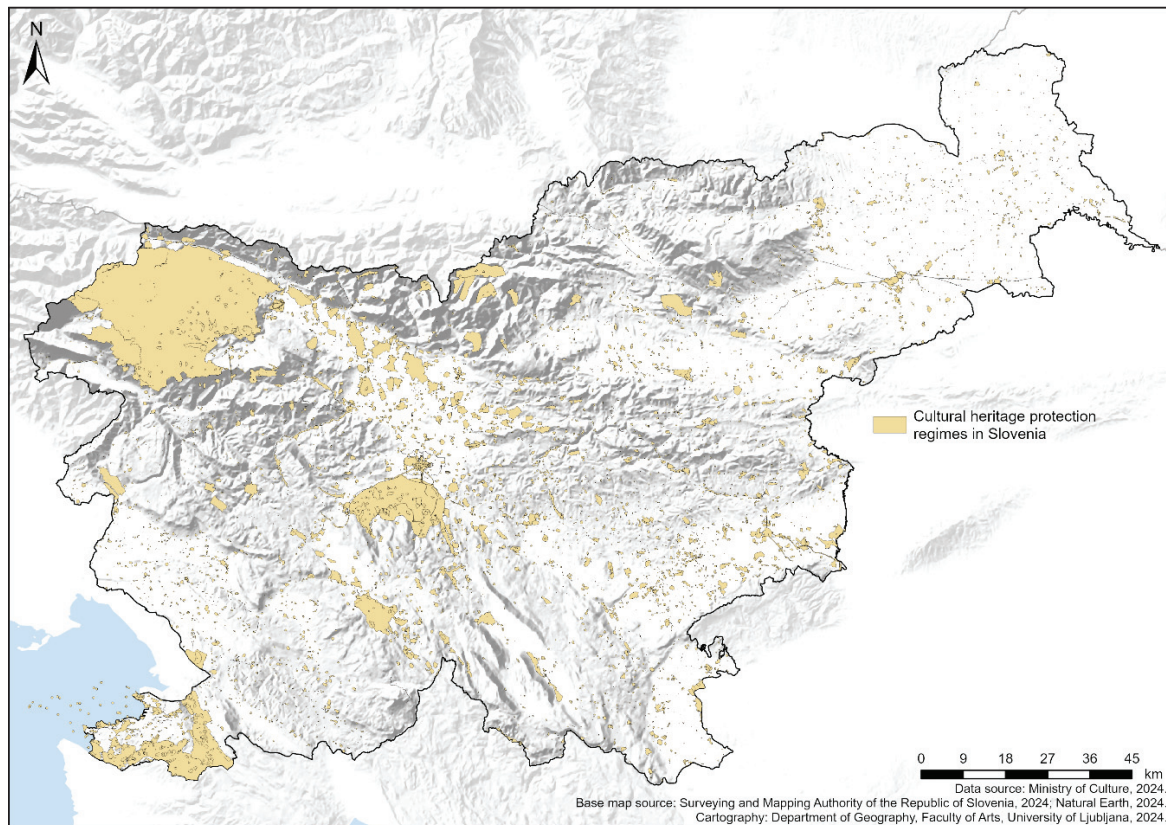 N
Cultural heritage protection
regimes in Slovenia
0 9 18 27 36 45
km
Data source: Ministry of Culture, 2024.
Base map source: Surveying and Mapping Authority of the Republic of Slovenia, 2024; Natural Earth, 2024.
Cartography: Department of Geography, Faculty of Arts, University of Ljubljana, 2024.